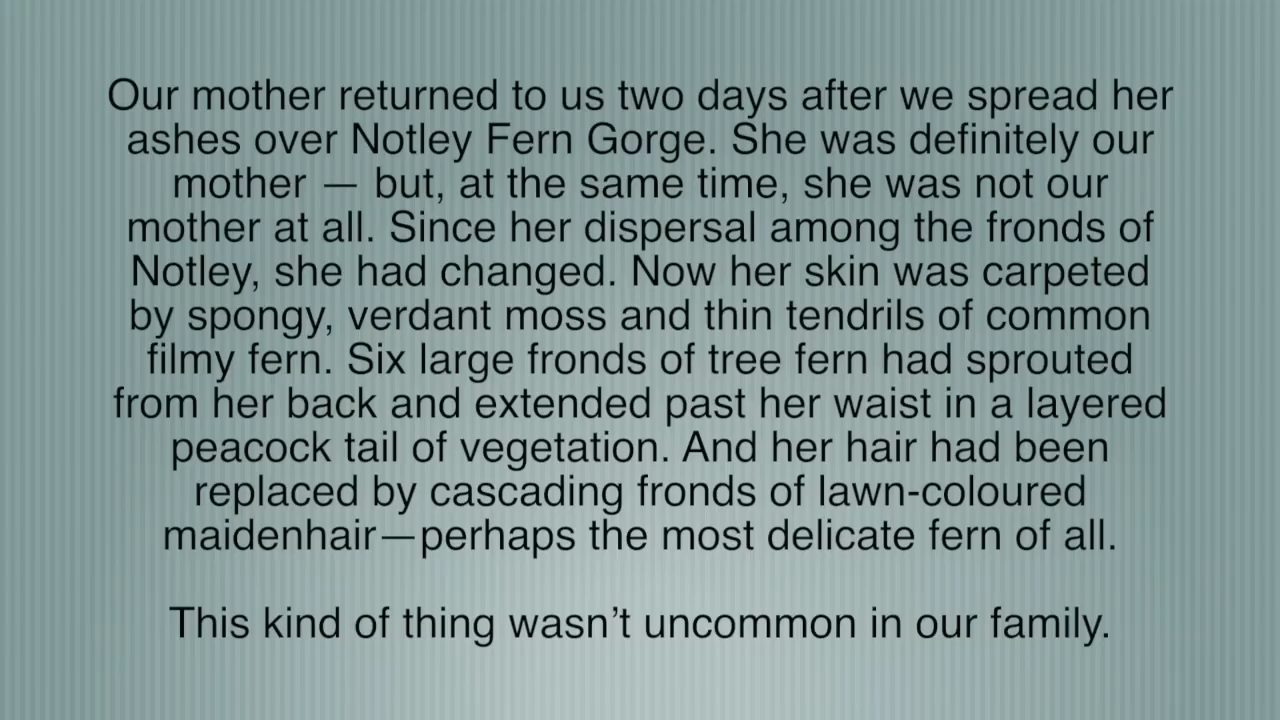 Our mother returned to us two days after we spread her
ashes over Notley Fern Gorge. She was definitely our
mother — but, at the same time, she was not our
mother at all. Since her dispersal among the fronds of
Notley, she had changed. Now her skin was carpeted
by spongy, verdant moss and thin tendrils of common
filmy fern. Six large fronds of tree fern had sprouted
from her back and extended past her waist in a layered
peacock tail of vegetation. And her hair had been
replaced by cascading fronds of lawn-coloured
maidenhair—perhaps the most delicate fern of all.
This kind of thing wasn’t uncommon in our family.